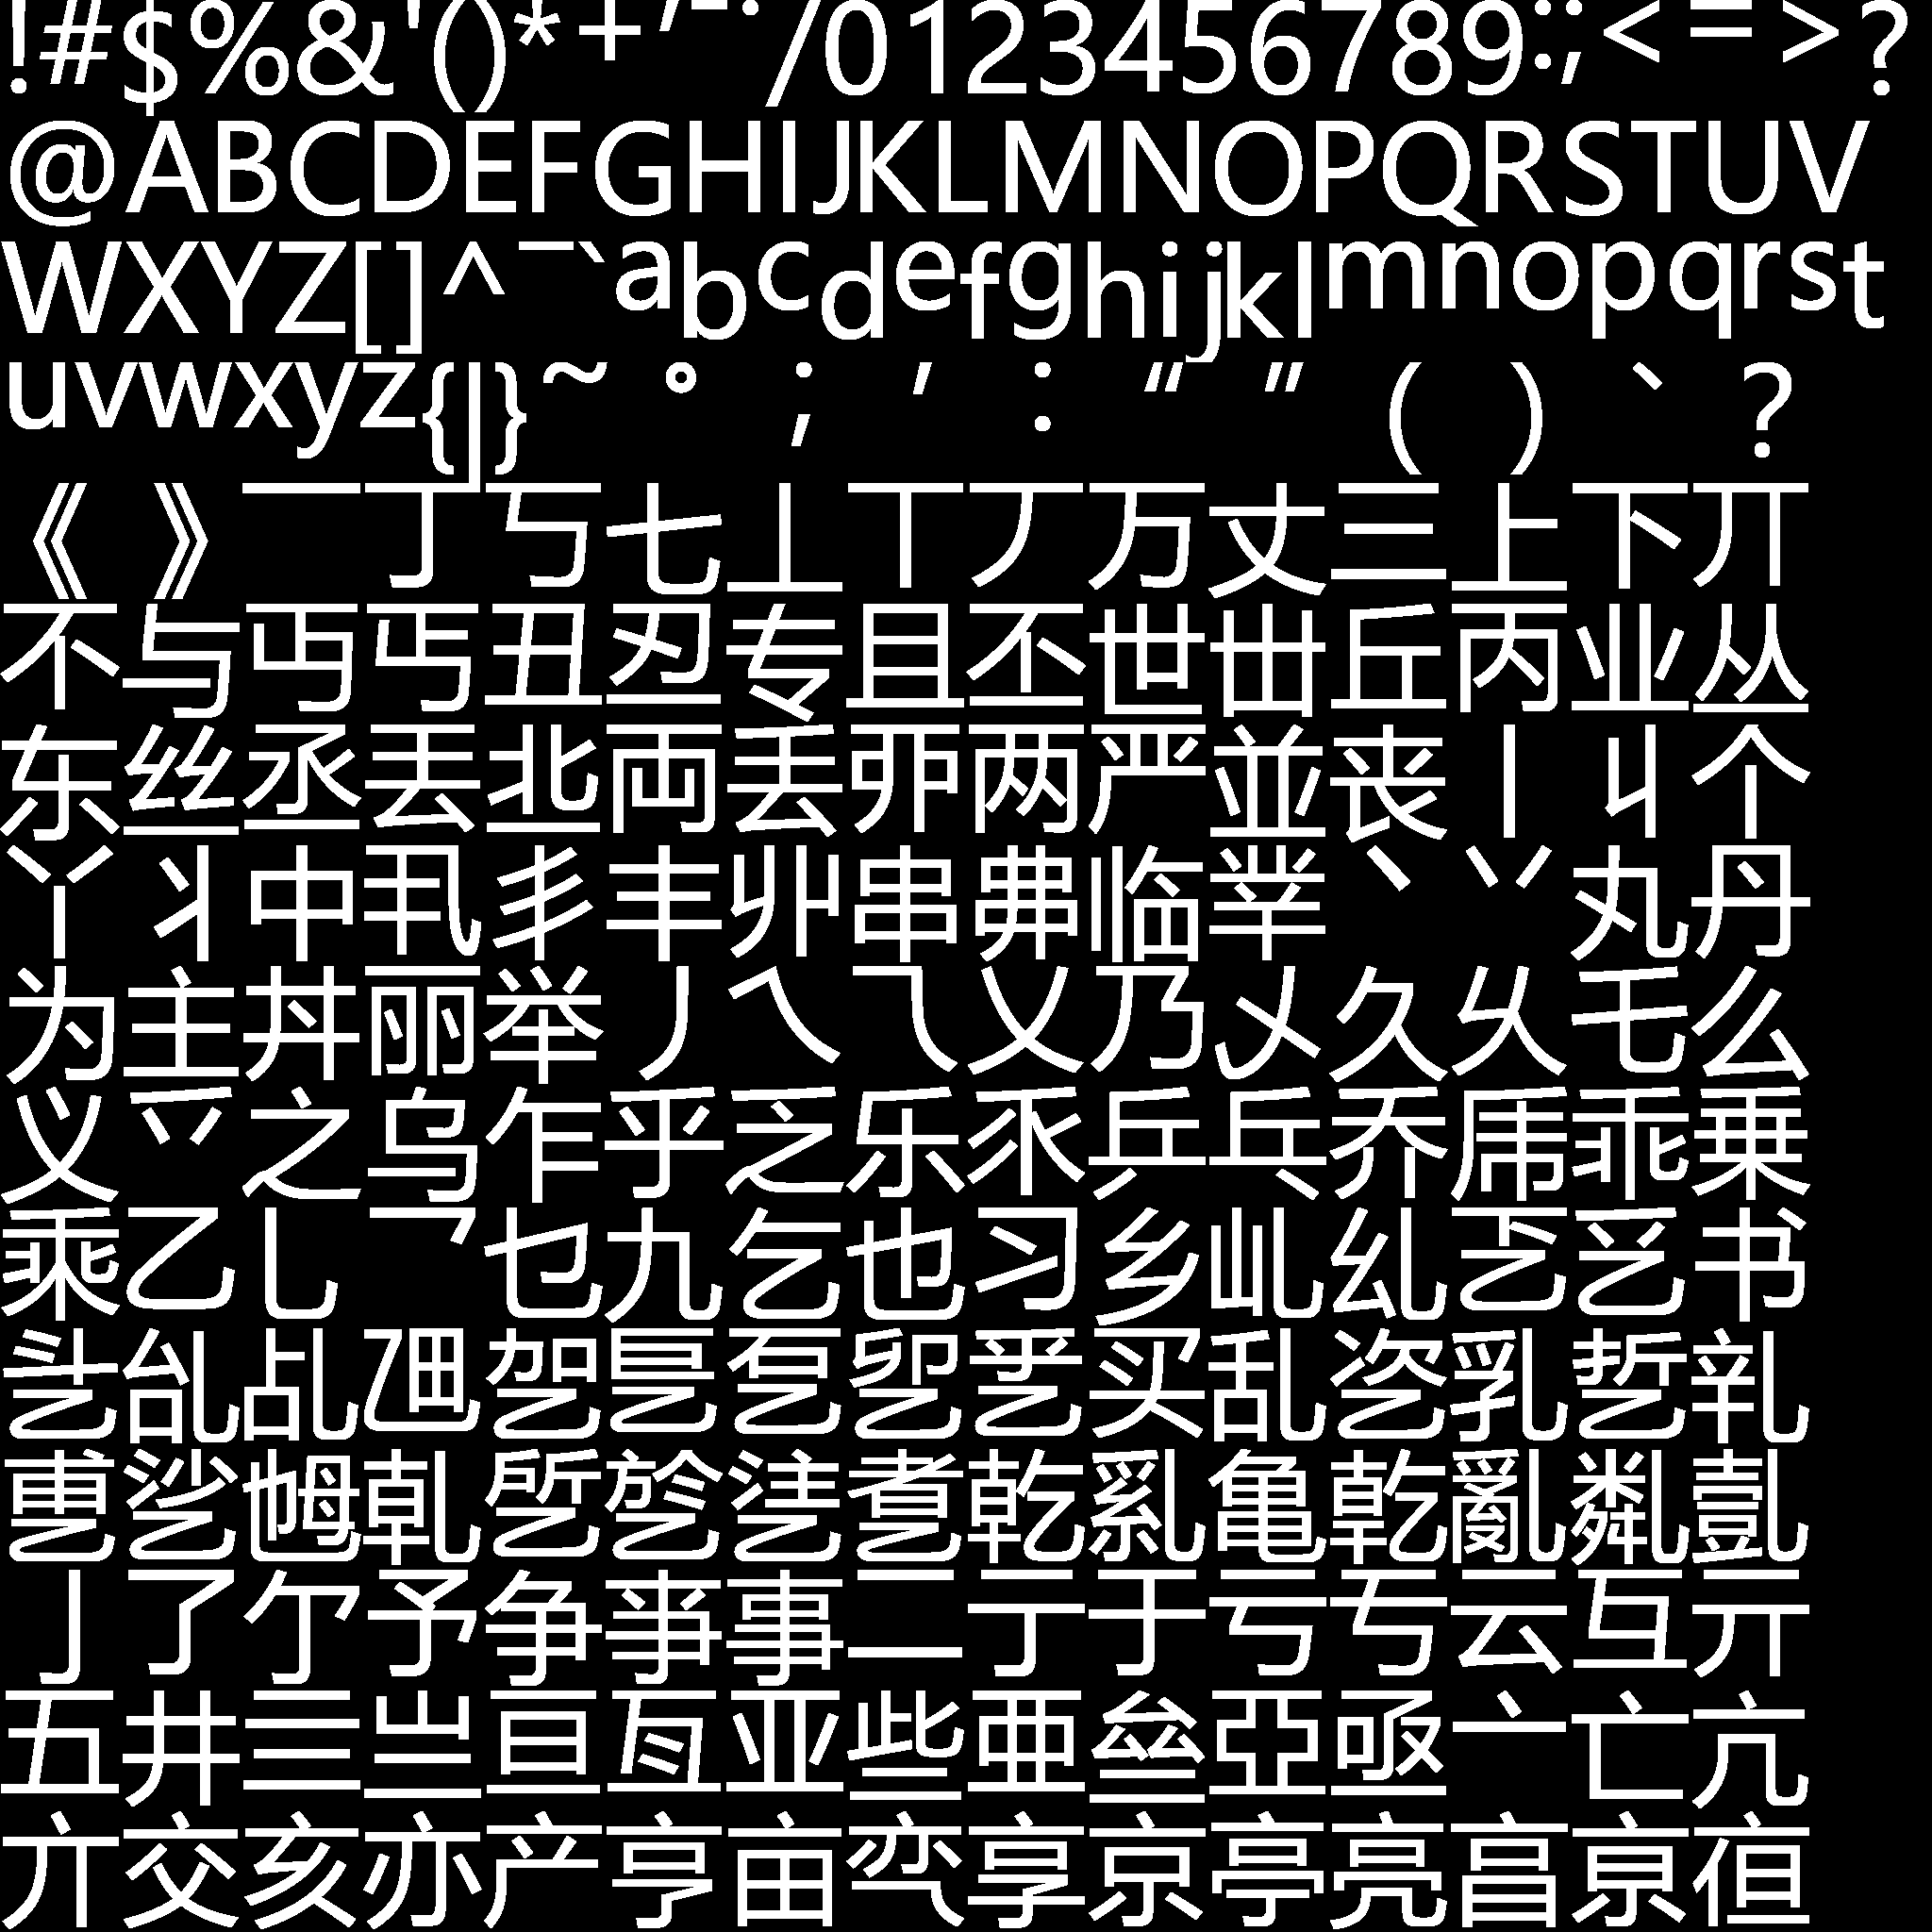 !#$%&'()*+,-./0123456789:;<=>?
@ABCDEFGHIJKLMNOPQRSTUV
WXYZ[]^_`abcdefghijklmnopqrst
uvwxyz{|}~。；，：“”（）、？
《》一丁丂七丄丅丆万丈三上下丌
不与丏丐丑丒专且丕世丗丘丙业丛
东丝丞丟丠両丢丣两严並丧丨丩个
丫丬中丮丯丰丱串丳临丵丶丷丸丹
为主丼丽举丿乀乁乂乃乄久乆乇么
义乊之乌乍乎乏乐乑乒乓乔乕乖乗
乘乙乚乛乜九乞也习乡乢乣乤乥书
乧乨乩乪乫乬乭乮乯买乱乲乳乴乵
乶乷乸乹乺乻乼乽乾乿亀亁亂亃亄
亅了亇予争亊事二亍于亏亐云互亓
五井亖亗亘亙亚些亜亝亞亟亠亡亢
亣交亥亦产亨亩亪享京亭亮亯亰亱